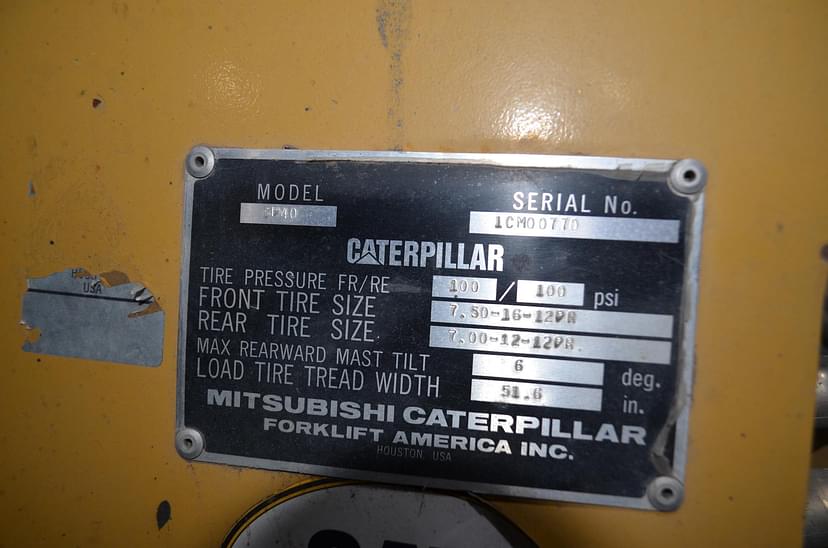 MODEL
SERIAL No.
1CM00770
CATERPILLAR
TIRE PRESSURE FR/RE 100 / 100 psi
FRONT TIRE SIZE 7.50-16-12PR
REAR TIRE SIZE. 7.00-12-12PR.
MAX REARWARD MAST TILT 6 deg.
LOAD TIRE TREAD WIDTH 51.6 in.
MITSUBISHI CATERPILLAR
FORKLIFT AMERICA INC.
HOUSTON, USA
USA